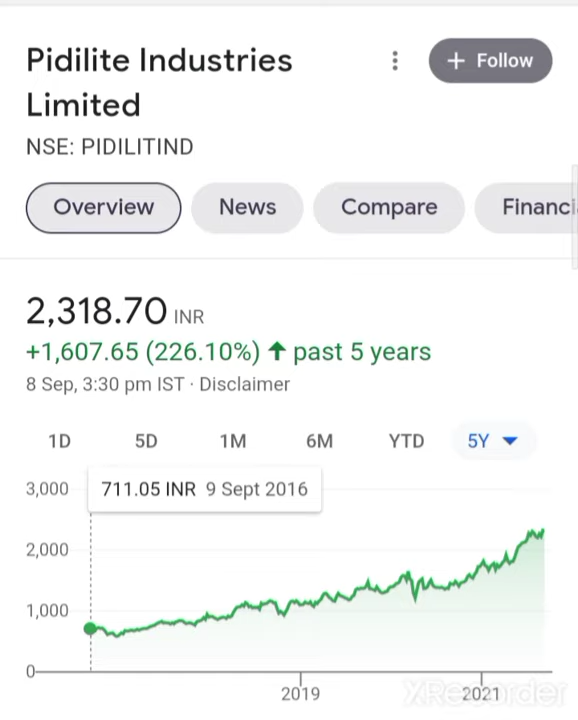 Pidilite Industries
Limited
+ Follow
NSE: PIDILITIND
Overview News Compare Financi
2,318.70 INR
+1,607.65 (226.10%) ↑ past 5 years
8 Sep, 3:30 pm IST · Disclaimer
1D 5D 1M 6M YTD 5Y
3,000
711.05 INR 9 Sept 2016
2,000
1,000
0
2019 2021
XRecorder